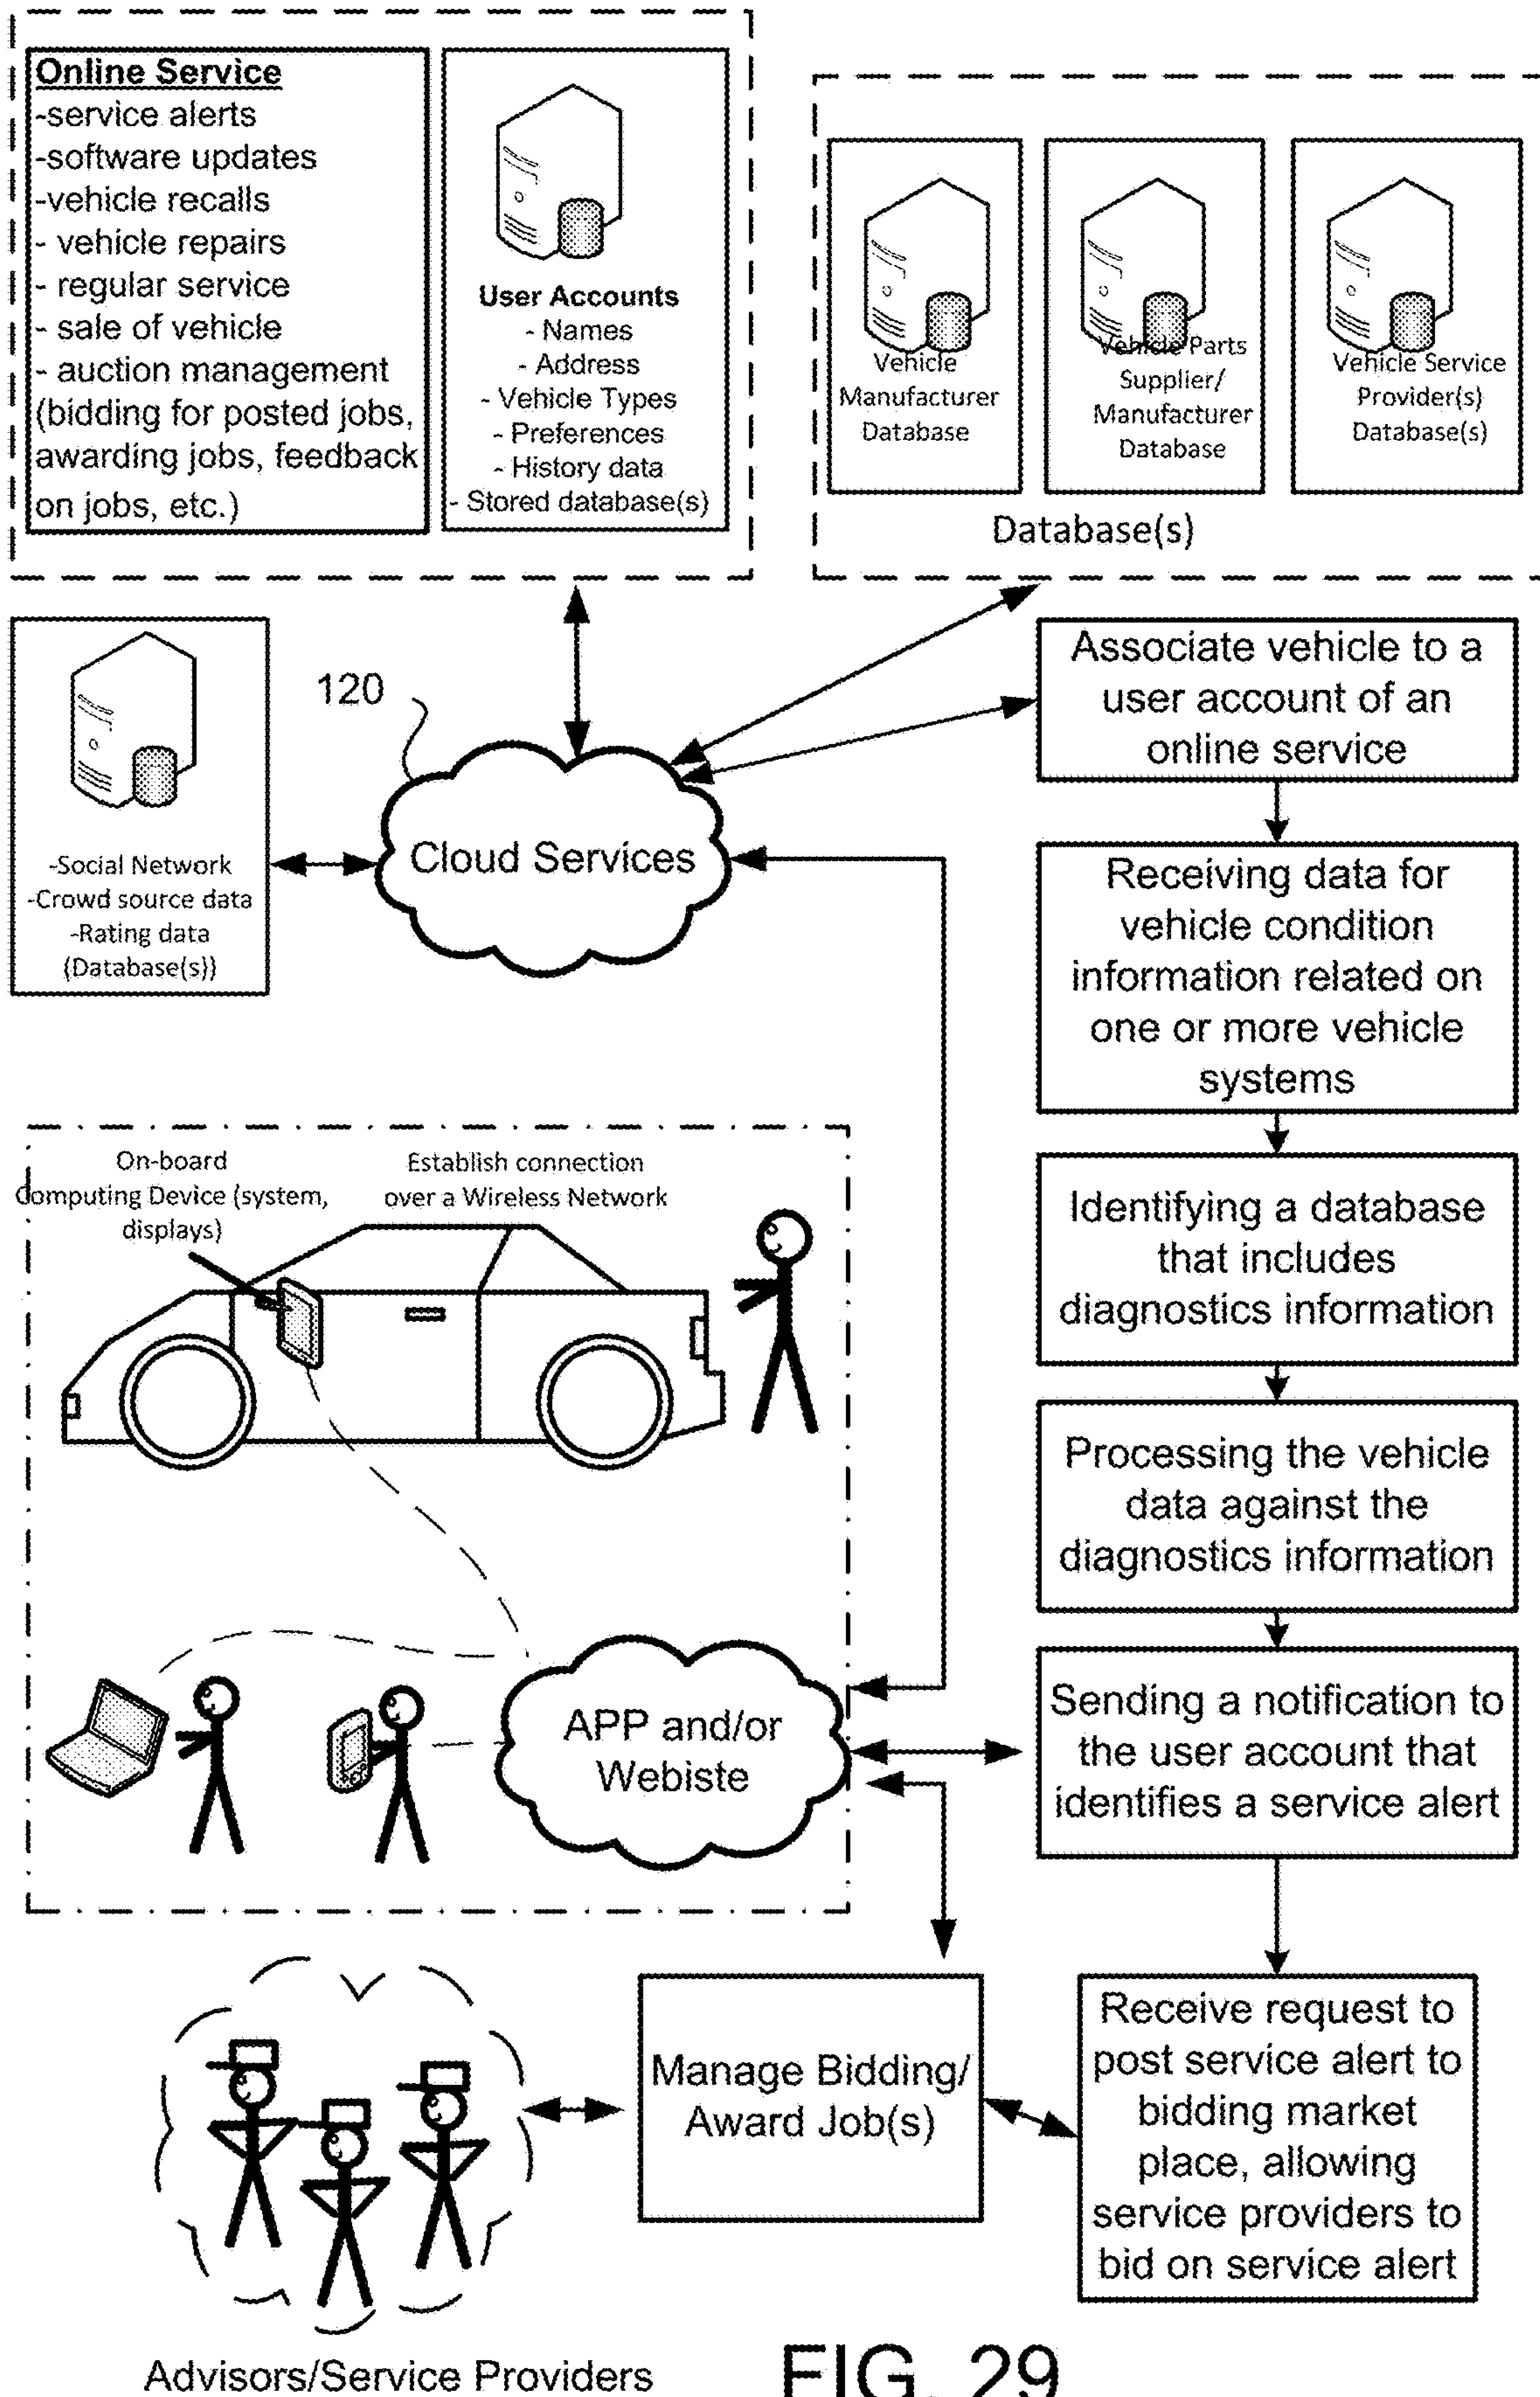 Online Service
-service alerts
-software updates
-vehicle recalls
- vehicle repairs
- regular service
- sale of vehicle
- auction management
(bidding for posted jobs,
awarding jobs, feedback
on jobs, etc.)
User Accounts
- Names
- Address
- Vehicle Types
- Preferences
- History data
- Stored database(s)
Vehicle
Manufacturer
Database
Vehicle Parts
Supplier/
Manufacturer
Database
Vehicle Service
Provider(s)
Database(s)
Database(s)
-Social Network
-Crowd source data
-Rating data
(Database(s))
120
Cloud Services
Associate vehicle to a
user account of an
online service
Receiving data for
vehicle condition
information related on
one or more vehicle
systems
Identifying a database
that includes
diagnostics information
Processing the vehicle
data against the
diagnostics information
Sending a notification to
the user account that
identifies a service alert
Receive request to
post service alert to
bidding market
place, allowing
service providers to
bid on service alert
On-board
Computing Device (system,
displays)
Establish connection
over a Wireless Network
APP and/or
Webiste
Manage Bidding/
Award Job(s)
Advisors/Service Providers
FIG. 29